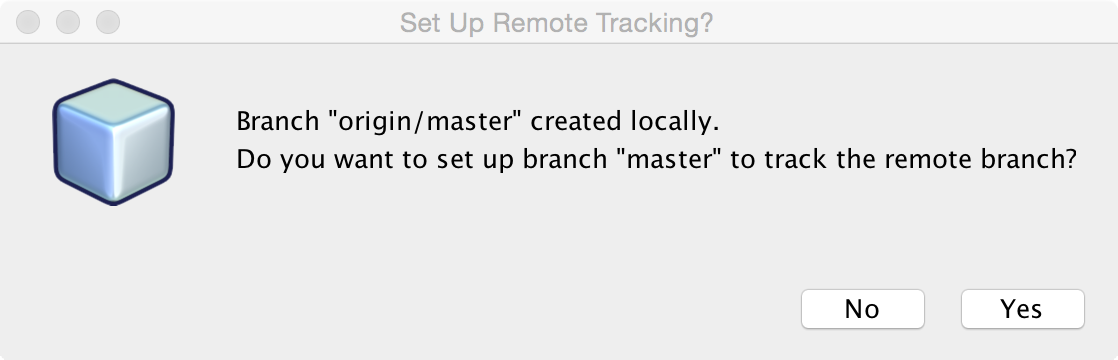 Set Up Remote Tracking?
Branch "origin/master" created locally.
Do you want to set up branch "master" to track the remote branch?
No
Yes